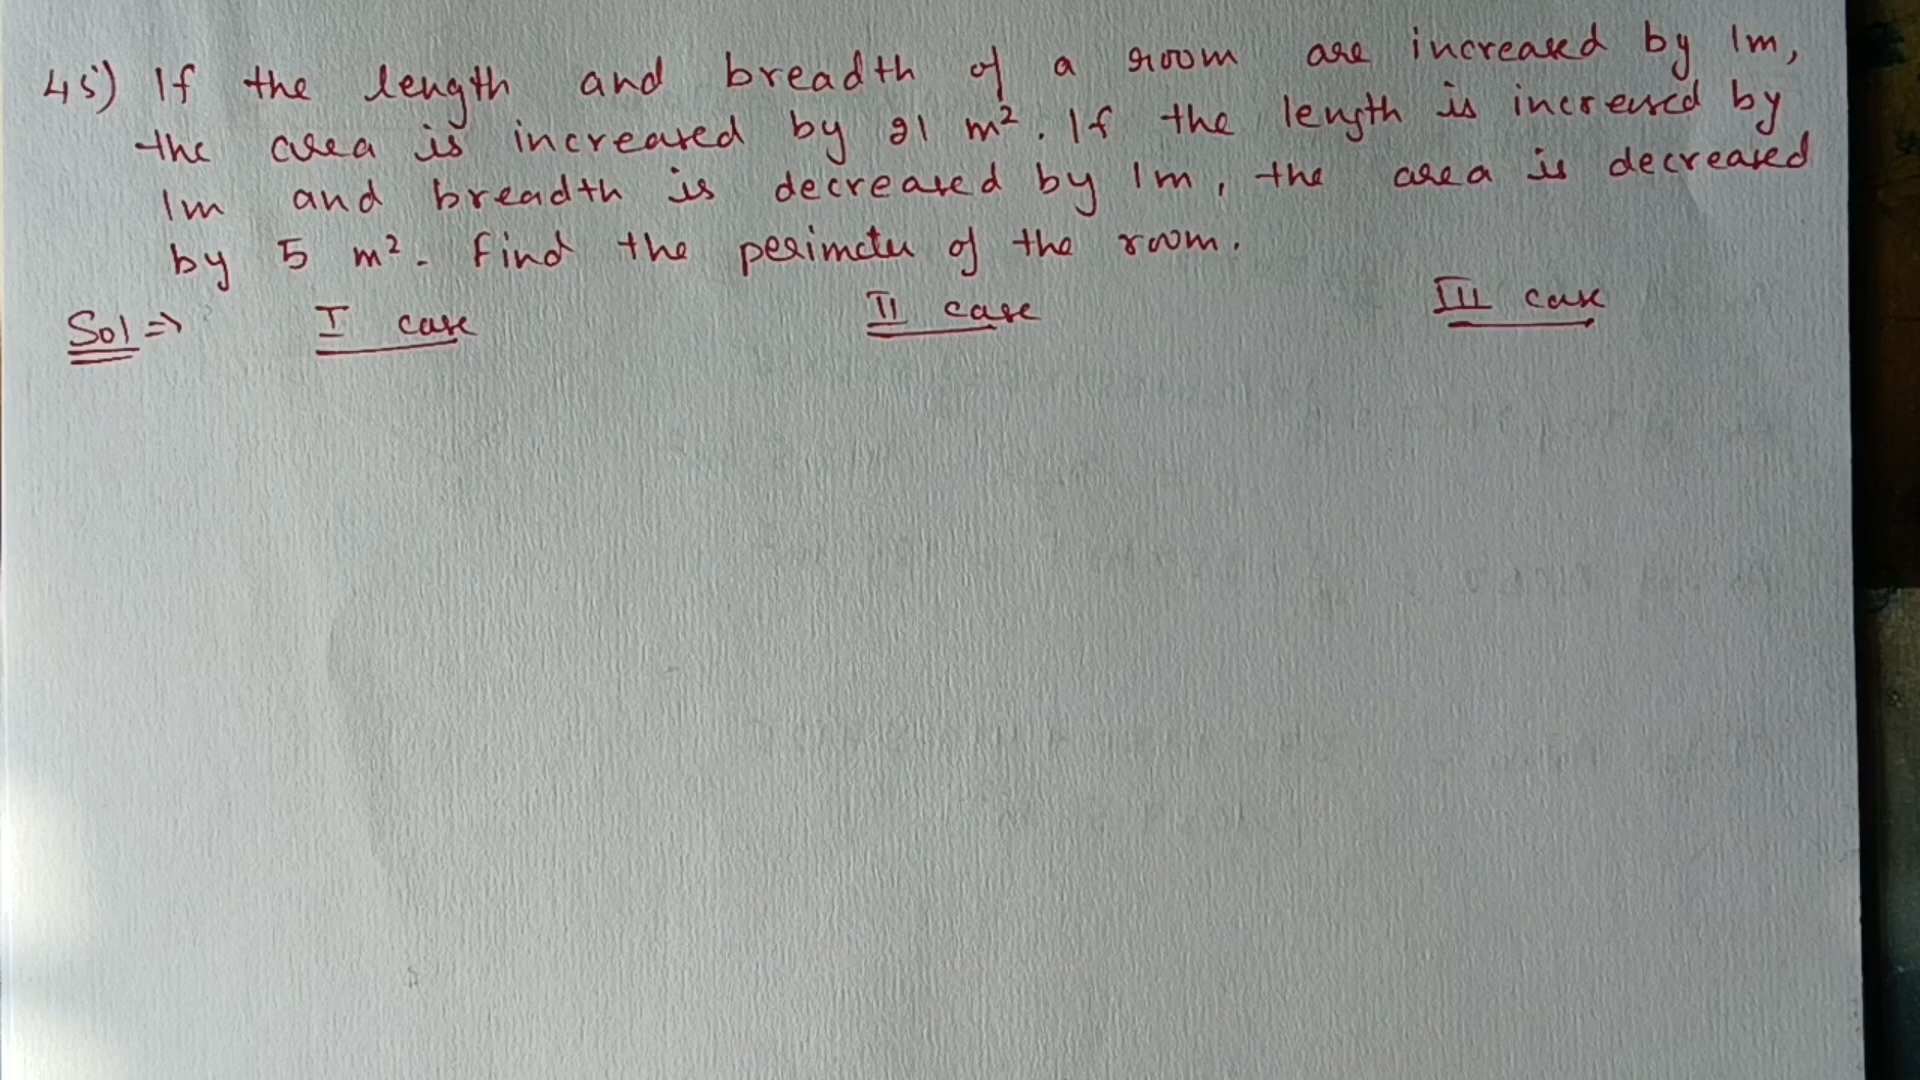 45) If the length and breadth of a room are increased by 1m,
the area is increased by 21 m². If the length is increased by
1m and breadth is decreased by 1m, the area is decreased
by 5 m². Find the perimeter of the room.
Sol => I case II case III case